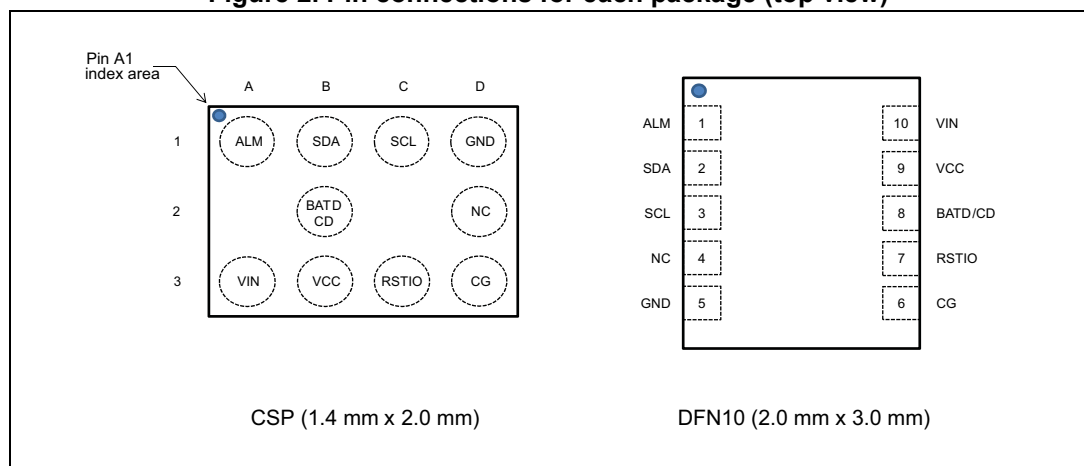 Figure 2. Pin connections for each package (top view)
Pin A1
index area
A B C D
1 ALM SDA SCL GND
2 BATD CD NC
3 VIN VCC RSTIO CG
CSP (1.4 mm x 2.0 mm)
ALM 1 10 VIN
SDA 2 9 VCC
SCL 3 8 BATD/CD
NC 4 7 RSTIO
GND 5 6 CG
DFN10 (2.0 mm x 3.0 mm)